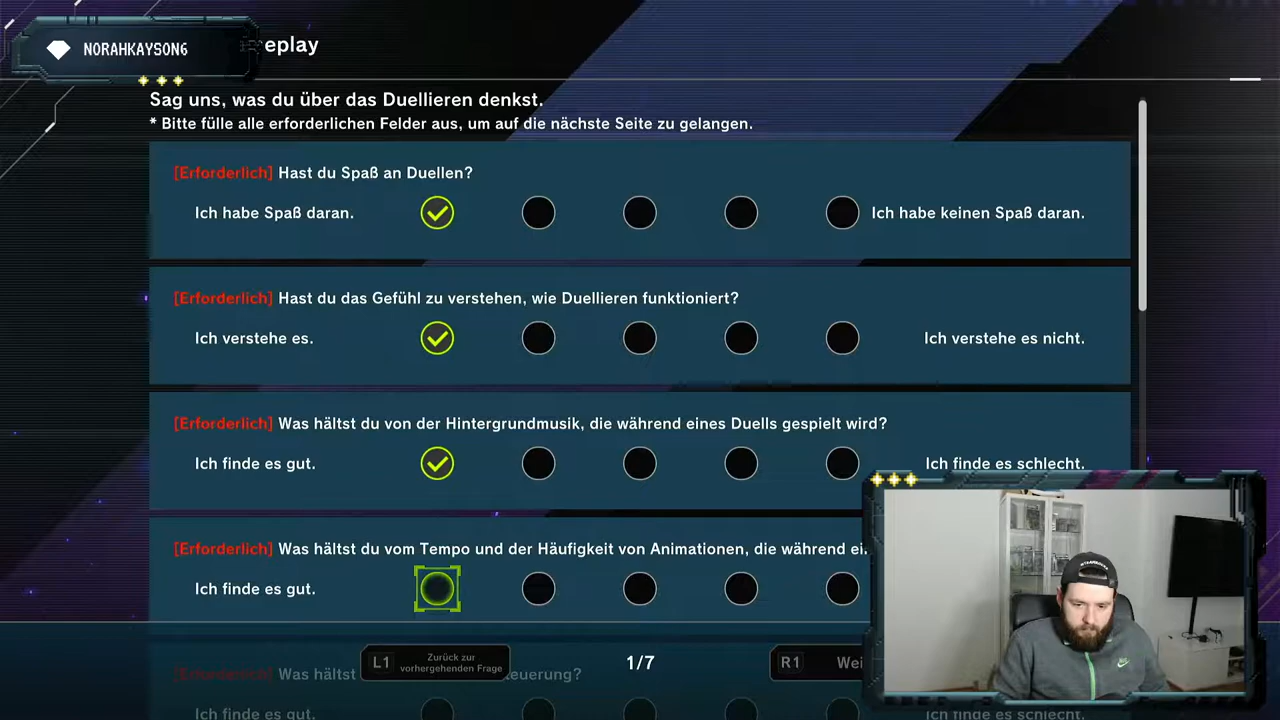 NORAHKAYSONG
eplay
Sag uns, was du über das Duellieren denkst.
* Bitte fülle alle erforderlichen Felder aus, um auf die nächste Seite zu gelangen.
[Erforderlich] Hast du Spaß an Duellen?
Ich habe Spaß daran.
Ich habe keinen Spaß daran.
[Erforderlich] Hast du das Gefühl zu verstehen, wie Duellieren funktioniert?
Ich verstehe es.
Ich verstehe es nicht.
[Erforderlich] Was hältst du von der Hintergrundmusik, die während eines Duells gespielt wird?
Ich finde es gut.
Ich finde es schlecht.
[Erforderlich] Was hältst du vom Tempo und der Häufigkeit von Animationen, die während ei
Ich finde es gut.
[Erforderlich] Was hältst euerung?
L1 Zurück zur
vorhergehenden Frage
1/7
R1 Wei
Ich finde es gut.
Ich finde es schlecht.